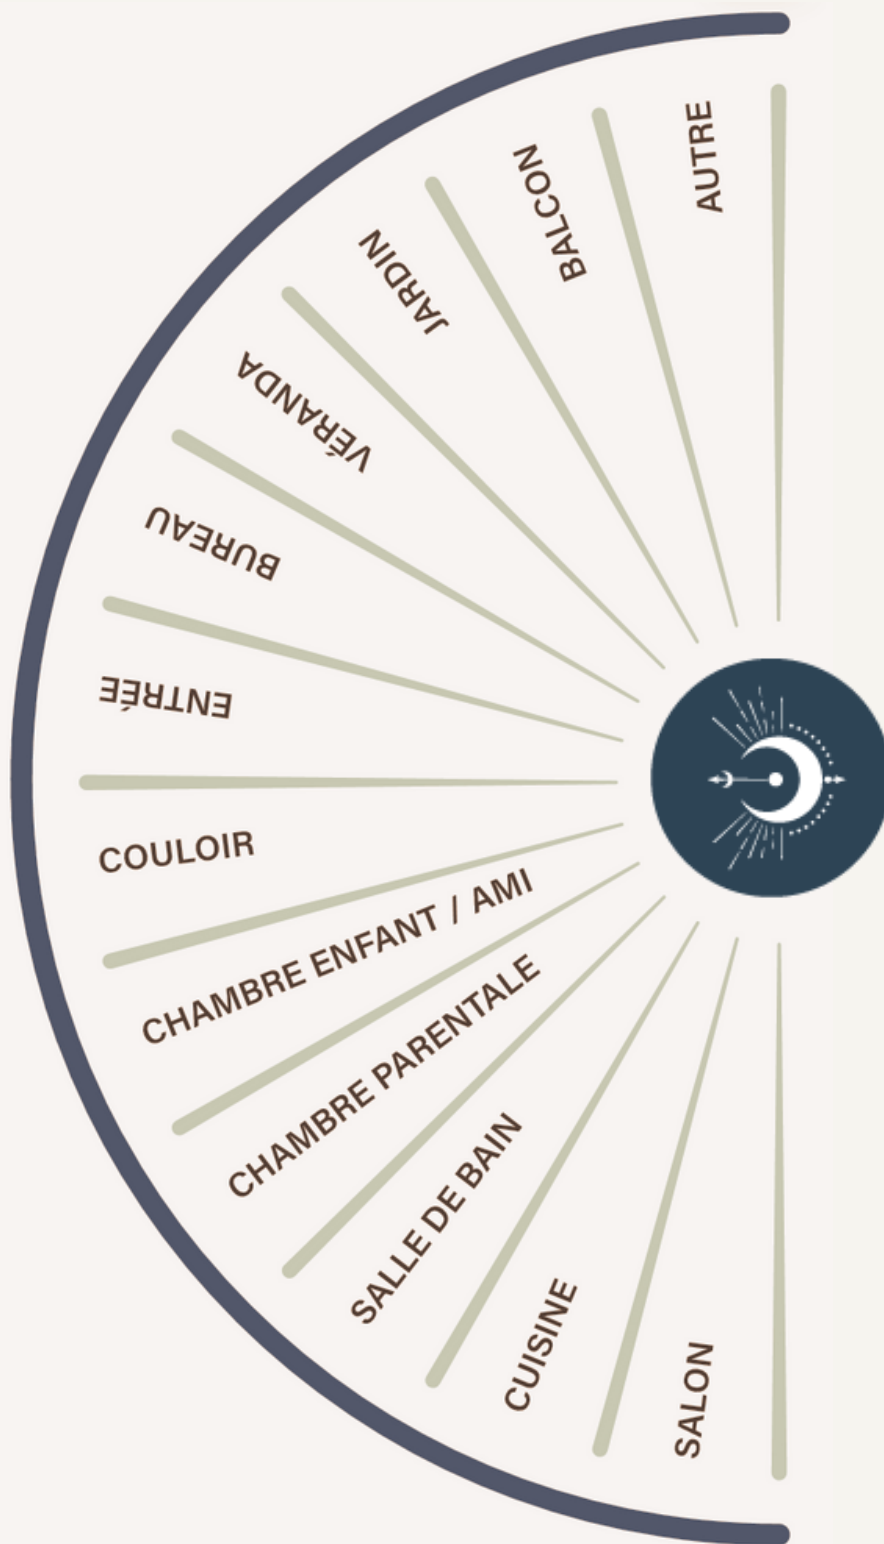 SALON
CUISINE
SALLE DE BAIN
CHAMBRE PARENTALE
CHAMBRE ENFANT / AMI
COULOIR
ENTRÉE
BUREAU
VÉRANDA
JARDIN
BALCON
AUTRE